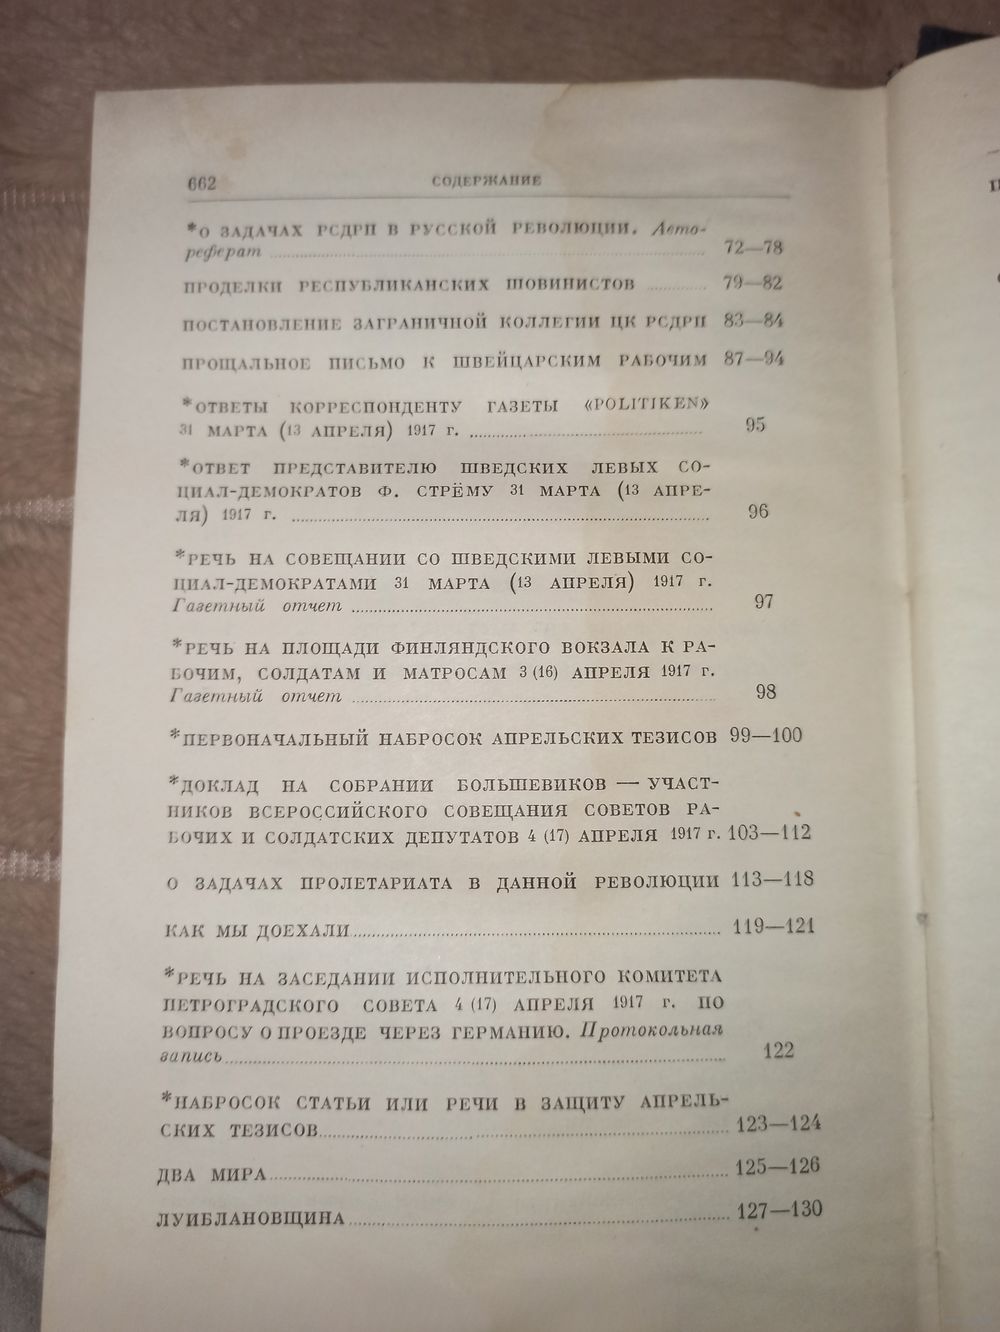 662 СОДЕРЖАНИЕ
*О ЗАДАЧАХ РСДРП В РУССКОЙ РЕВОЛЮЦИИ. Авто-
реферат 72—78
ПРОДЕЛКИ РЕСПУБЛИКАНСКИХ ШОВИНИСТОВ 79—82
ПОСТАНОВЛЕНИЕ ЗАГРАНИЧНОЙ КОЛЛЕГИИ ЦК РСДРП 83—84
ПРОЩАЛЬНОЕ ПИСЬМО К ШВЕЙЦАРСКИМ РАБОЧИМ 87—94
*ОТВЕТЫ КОРРЕСПОНДЕНТУ ГАЗЕТЫ «POLITIKEN»
31 МАРТА (13 АПРЕЛЯ) 1917 г. 95
*ОТВЕТ ПРЕДСТАВИТЕЛЮ ШВЕДСКИХ ЛЕВЫХ СО-
ЦИАЛ-ДЕМОКРАТОВ Ф. СТРЁМУ 31 МАРТА (13 АПРЕ-
ЛЯ) 1917 г. 96
*РЕЧЬ НА СОВЕЩАНИИ СО ШВЕДСКИМИ ЛЕВЫМИ СО-
ЦИАЛ-ДЕМОКРАТАМИ 31 МАРТА (13 АПРЕЛЯ) 1917 г.
Газетный отчет 97
*РЕЧЬ НА ПЛОЩАДИ ФИНЛЯНДСКОГО ВОКЗАЛА К РА-
БОЧИМ, СОЛДАТАМ И МАТРОСАМ 3 (16) АПРЕЛЯ 1917 г.
Газетный отчет 98
*ПЕРВОНАЧАЛЬНЫЙ НАБРОСОК АПРЕЛЬСКИХ ТЕЗИСОВ 99—100
*ДОКЛАД НА СОБРАНИИ БОЛЬШЕВИКОВ — УЧАСТ-
НИКОВ ВСЕРОССИЙСКОГО СОВЕЩАНИЯ СОВЕТОВ РА-
БОЧИХ И СОЛДАТСКИХ ДЕПУТАТОВ 4 (17) АПРЕЛЯ 1917 г. 103—112
О ЗАДАЧАХ ПРОЛЕТАРИАТА В ДАННОЙ РЕВОЛЮЦИИ 113—118
КАК МЫ ДОЕХАЛИ 119—121
*РЕЧЬ НА ЗАСЕДАНИИ ИСПОЛНИТЕЛЬНОГО КОМИТЕТА
ПЕТРОГРАДСКОГО СОВЕТА 4 (17) АПРЕЛЯ 1917 г. ПО
ВОПРОСУ О ПРОЕЗДЕ ЧЕРЕЗ ГЕРМАНИЮ. Протокольная
запись 122
*НАБРОСОК СТАТЬИ ИЛИ РЕЧИ В ЗАЩИТУ АПРЕЛЬ-
СКИХ ТЕЗИСОВ 123—124
ДВА МИРА 125—126
ЛУИБЛАНОВЩИНА 127—130